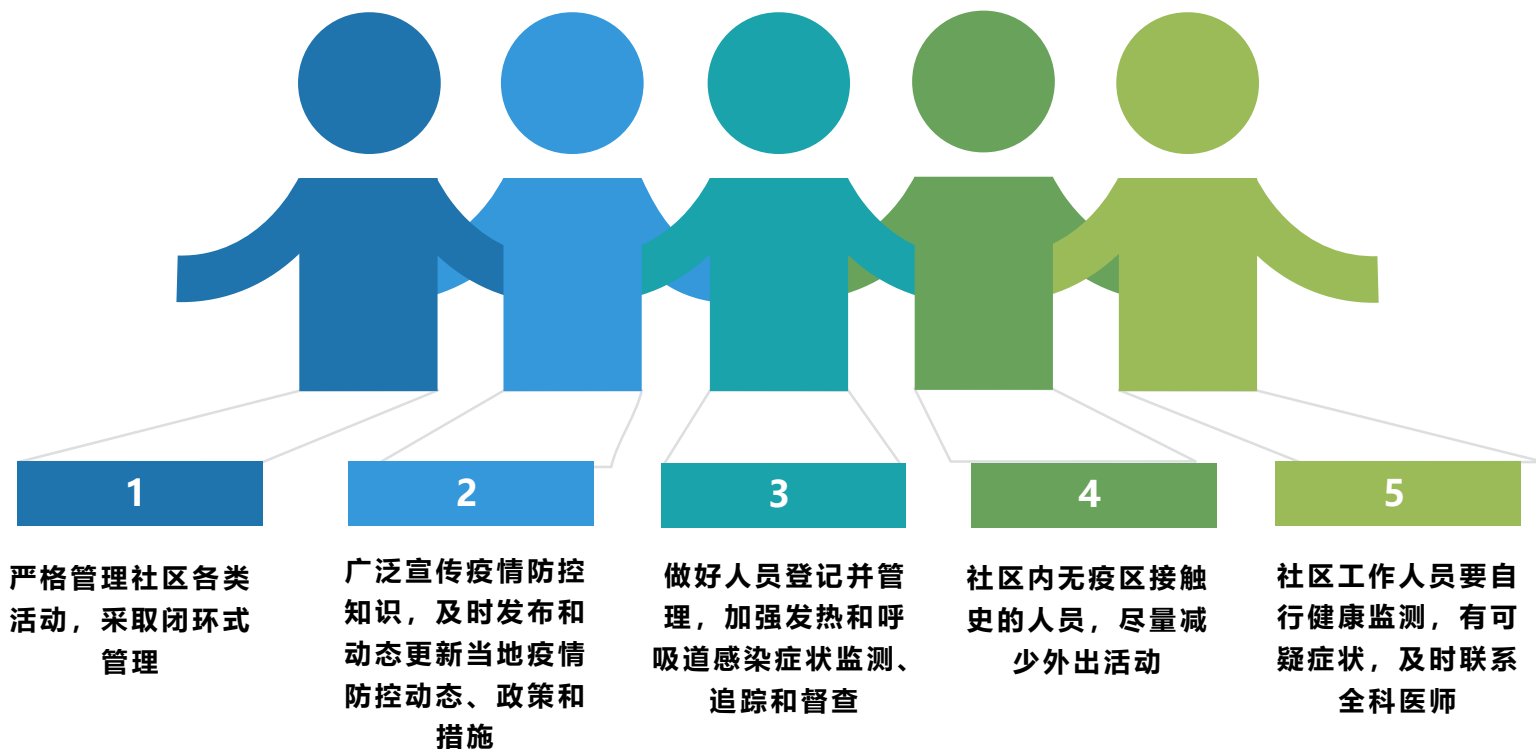 1
严格管理社区各类
活动，采取闭环式
管理
2
广泛宣传疫情防控
知识，及时发布和
动态更新当地疫情
防控动态、政策和
措施
3
做好人员登记并管
理，加强发热和呼
吸道感染症状监测、
追踪和督查
4
社区内无疫区接触
史的人员，尽量减
少外出活动
5
社区工作人员要自
行健康监测，有可
疑症状，及时联系
全科医师